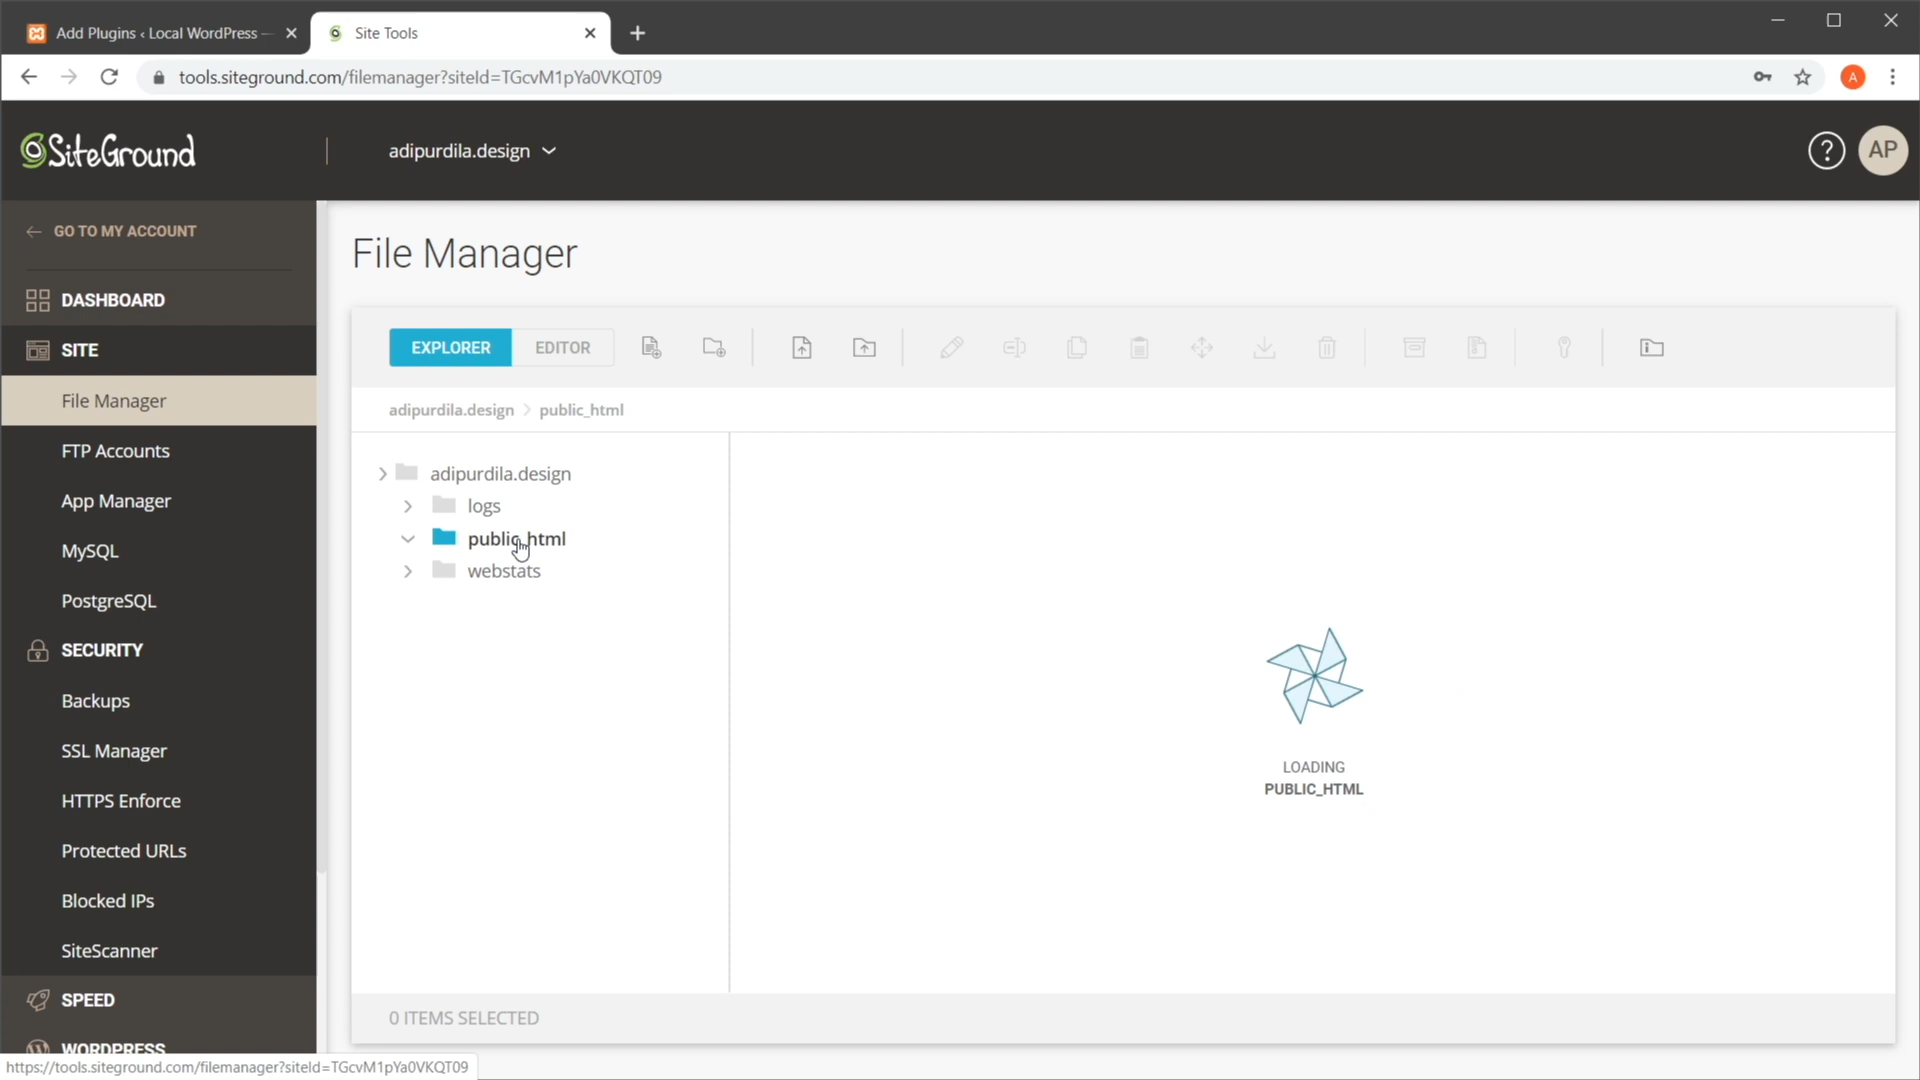 Add Plugins ‹ Local WordPress —
Site Tools
tools.siteground.com/filemanager?siteId=TGcvM1pYa0VKQT09
A
SiteGround
adipurdila.design
?
AP
GO TO MY ACCOUNT
DASHBOARD
SITE
File Manager
FTP Accounts
App Manager
MySQL
PostgreSQL
SECURITY
Backups
SSL Manager
HTTPS Enforce
Protected URLs
Blocked IPs
SiteScanner
SPEED
WORDPRESS
File Manager
EXPLORER EDITOR
adipurdila.design > public_html
adipurdila.design
logs
public_html
webstats
LOADING
PUBLIC_HTML
0 ITEMS SELECTED
https://tools.siteground.com/filemanager?siteId=TGcvM1pYa0VKQT09